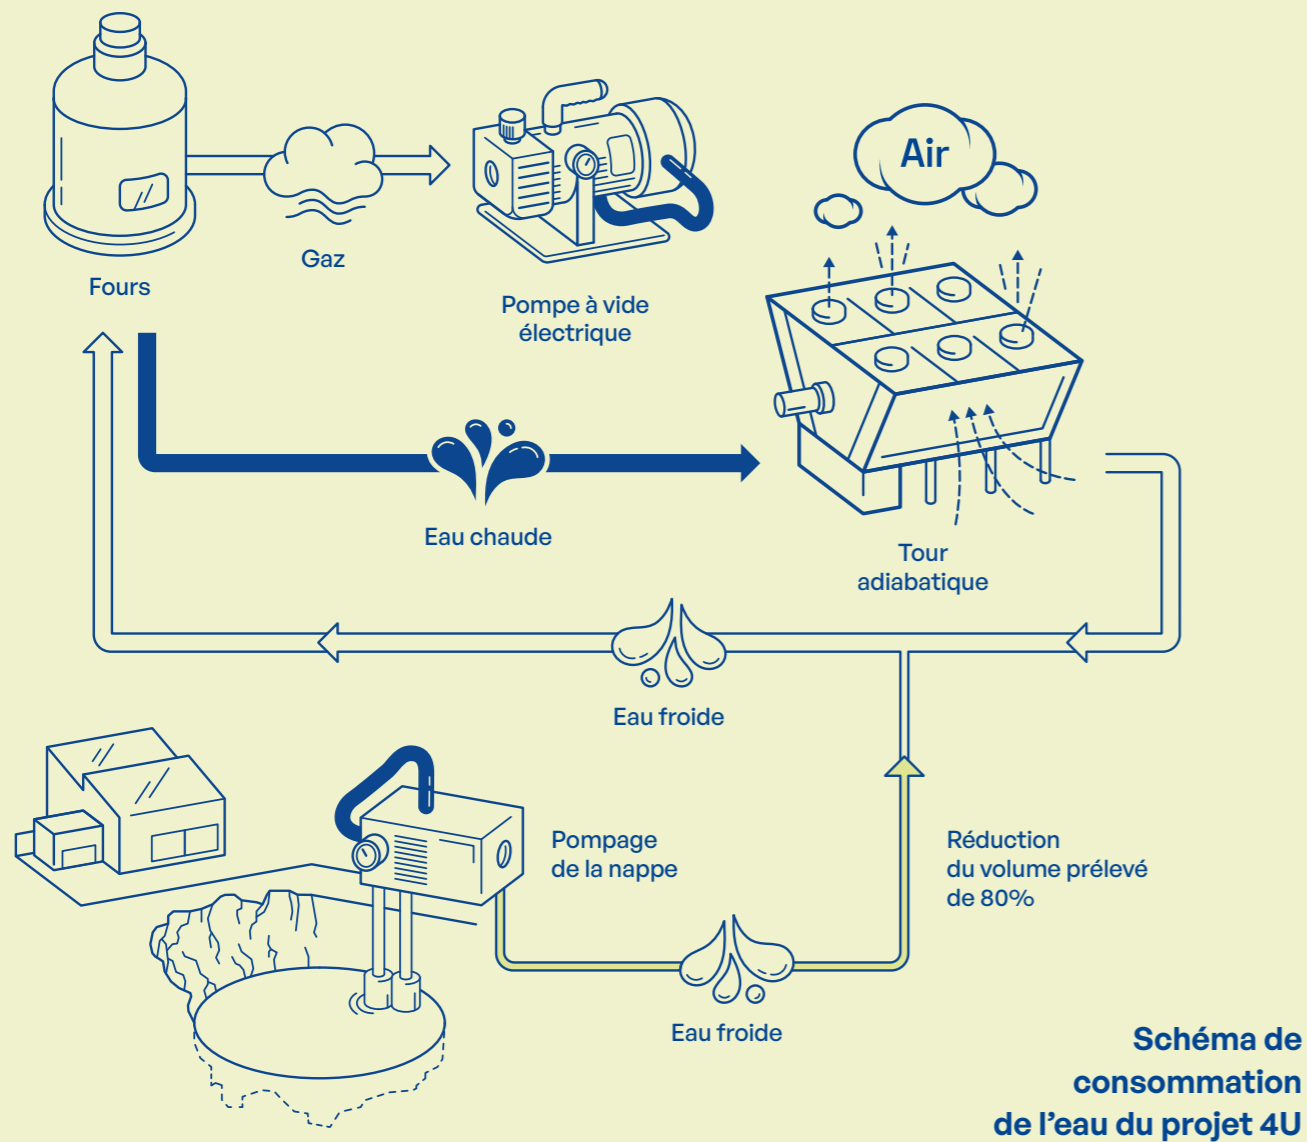 Air
Fours
Gaz
Pompe à vide
électrique
Eau chaude
Tour
adiabatique
Eau froide
Pompage
de la nappe
Réduction
du volume prélevé
de 80%
Eau froide
Schéma de
consommation
de l'eau du projet 4U